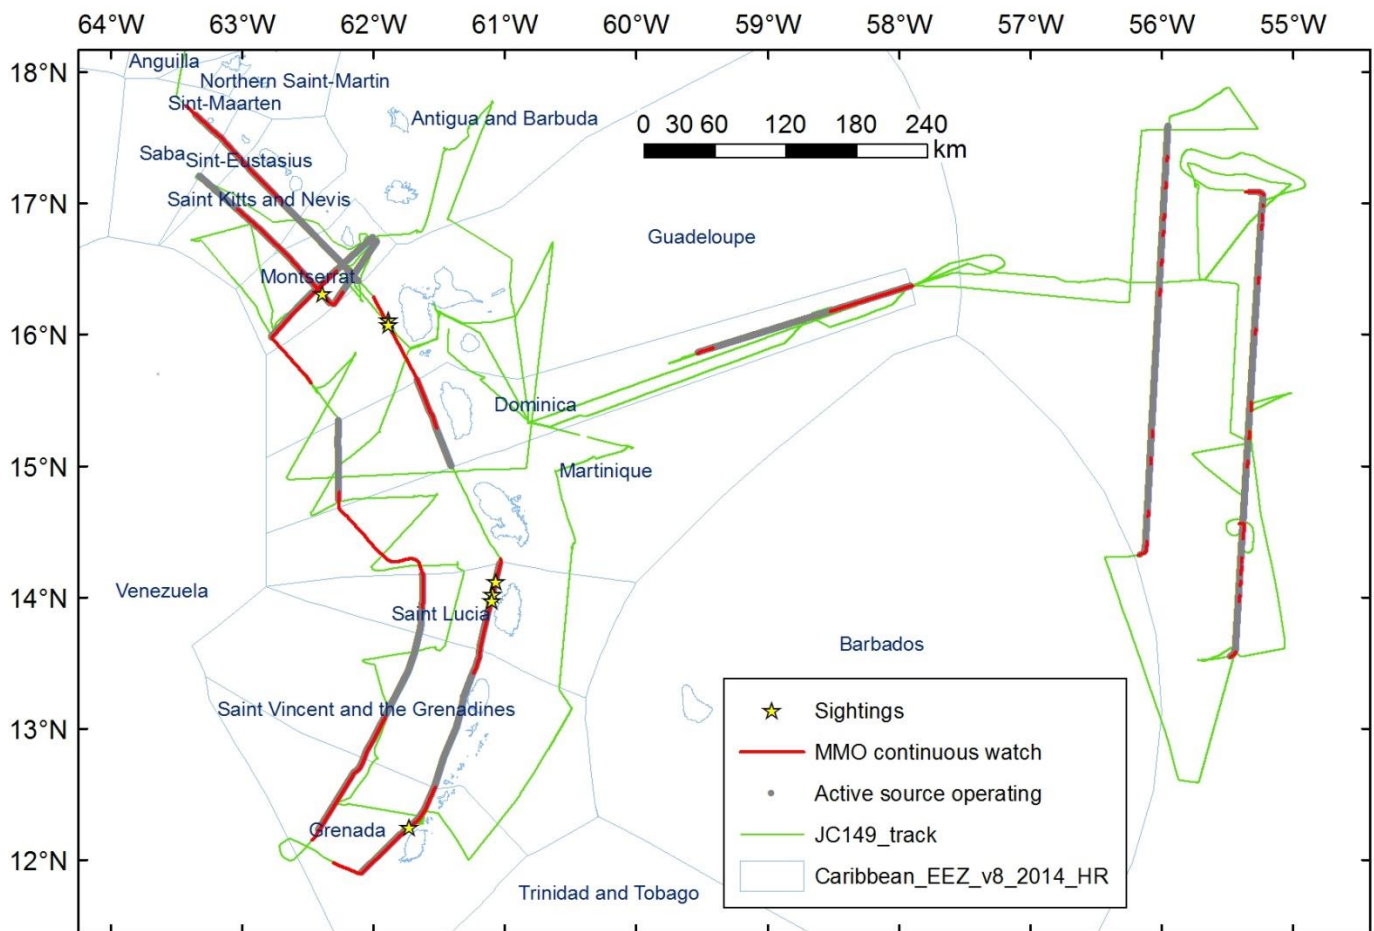 64°W 63°W 62°W 61°W 60°W 59°W 58°W 57°W 56°W 55°W
18°N
Anguilla
Northern Saint-Martin
Sint-Maarten
Antigua and Barbuda
0 30 60 120 180 240
km
Saba
Sint-Eustasius
17°N
Saint Kitts and Nevis
Guadeloupe
Montserrat
16°N
Dominica
15°N
Martinique
Venezuela
14°N
Saint Lucia
Barbados
13°N
Saint Vincent and the Grenadines
Grenada
12°N
Trinidad and Tobago
Sightings
MMO continuous watch
Active source operating
JC149_track
Caribbean_EEZ_v8_2014_HR